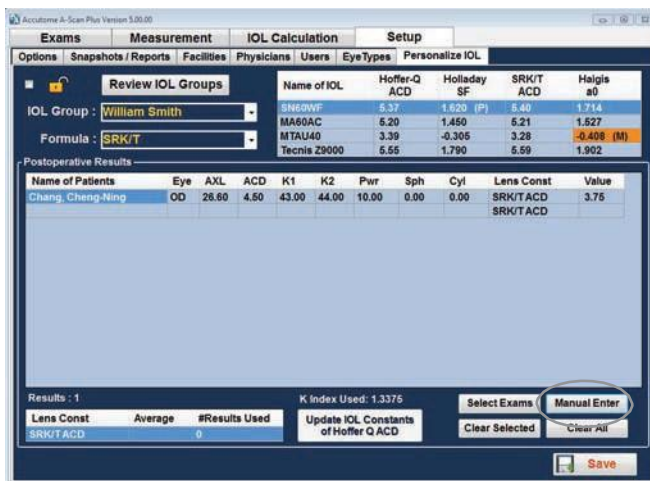 Accutome A-Scan Plus Version 5.00.00
Exams Measurement IOL Calculation Setup
Options Snapshots / Reports Facilities Physicians Users EyeTypes Personalize IOL
Review IOL Groups
IOL Group : William Smith
Formula : SRK/T
Name of IOL Hoffer-Q ACD Holladay SF SRK/T ACD Haigis a0
SN60WF 5.37 1.620 (P) 5.40 1.714
MA60AC 5.20 1.450 5.21 1.527
MTAU40 3.39 -0.305 3.28 -0.408 (M)
Tecnis Z9000 5.55 1.790 5.59 1.902
Postoperative Results
Name of Patients Eye AXL ACD K1 K2 Pwr Sph Cyl Lens Const Value
Chang, Cheng-Ning OD 26.60 4.50 43.00 44.00 10.00 0.00 0.00 SRK/T ACD 3.75
SRK/T ACD
Results : 1
K Index Used: 1.3375
Select Exams Manual Enter
Lens Const Average #Results Used
SRK/T ACD 0
Update IOL Constants
of Hoffer Q ACD
Clear Selected Clear All
Save